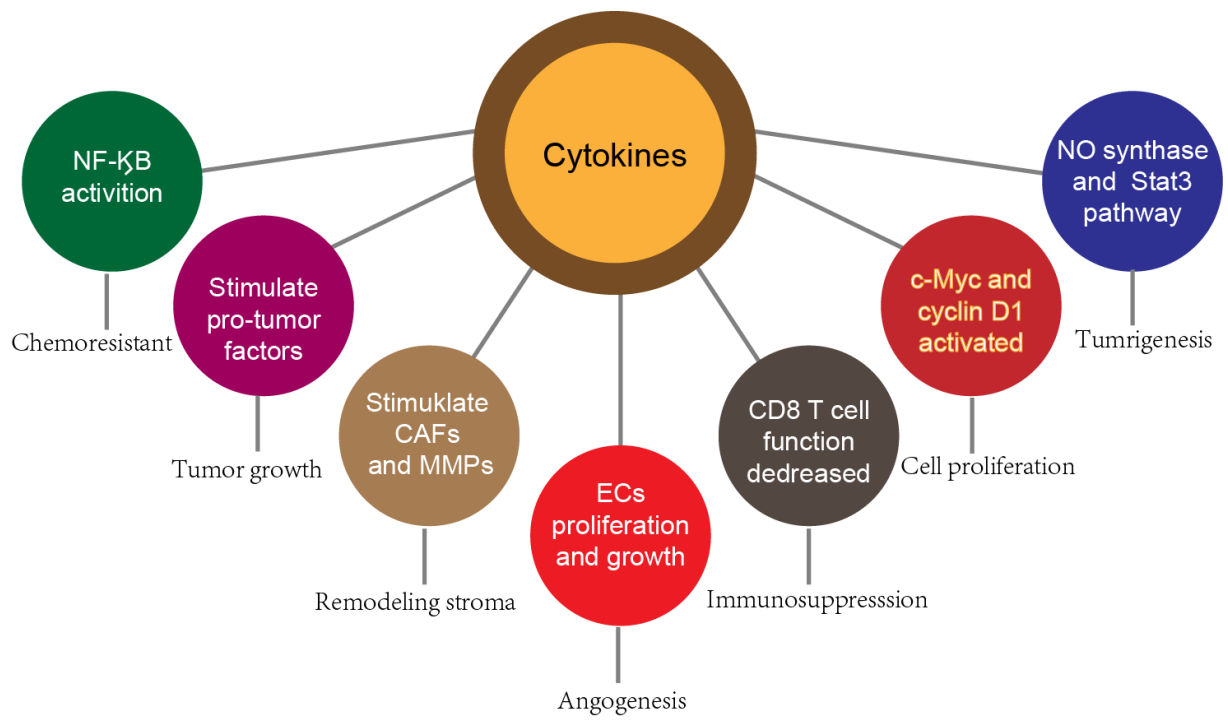 Cytokines
NF-ҚB
activition
Chemoresistant
Stimulate
pro-tumor
factors
Tumor growth
Stimuklate
CAFs
and MMPs
Remodeling stroma
ECs
proliferation
and growth
Angogenesis
CD8 T cell
function
dedreased
Immunosuppresssion
c-Myc and
cyclin D1
activated
Cell proliferation
NO synthase
and Stat3
pathway
Tumrigenesis